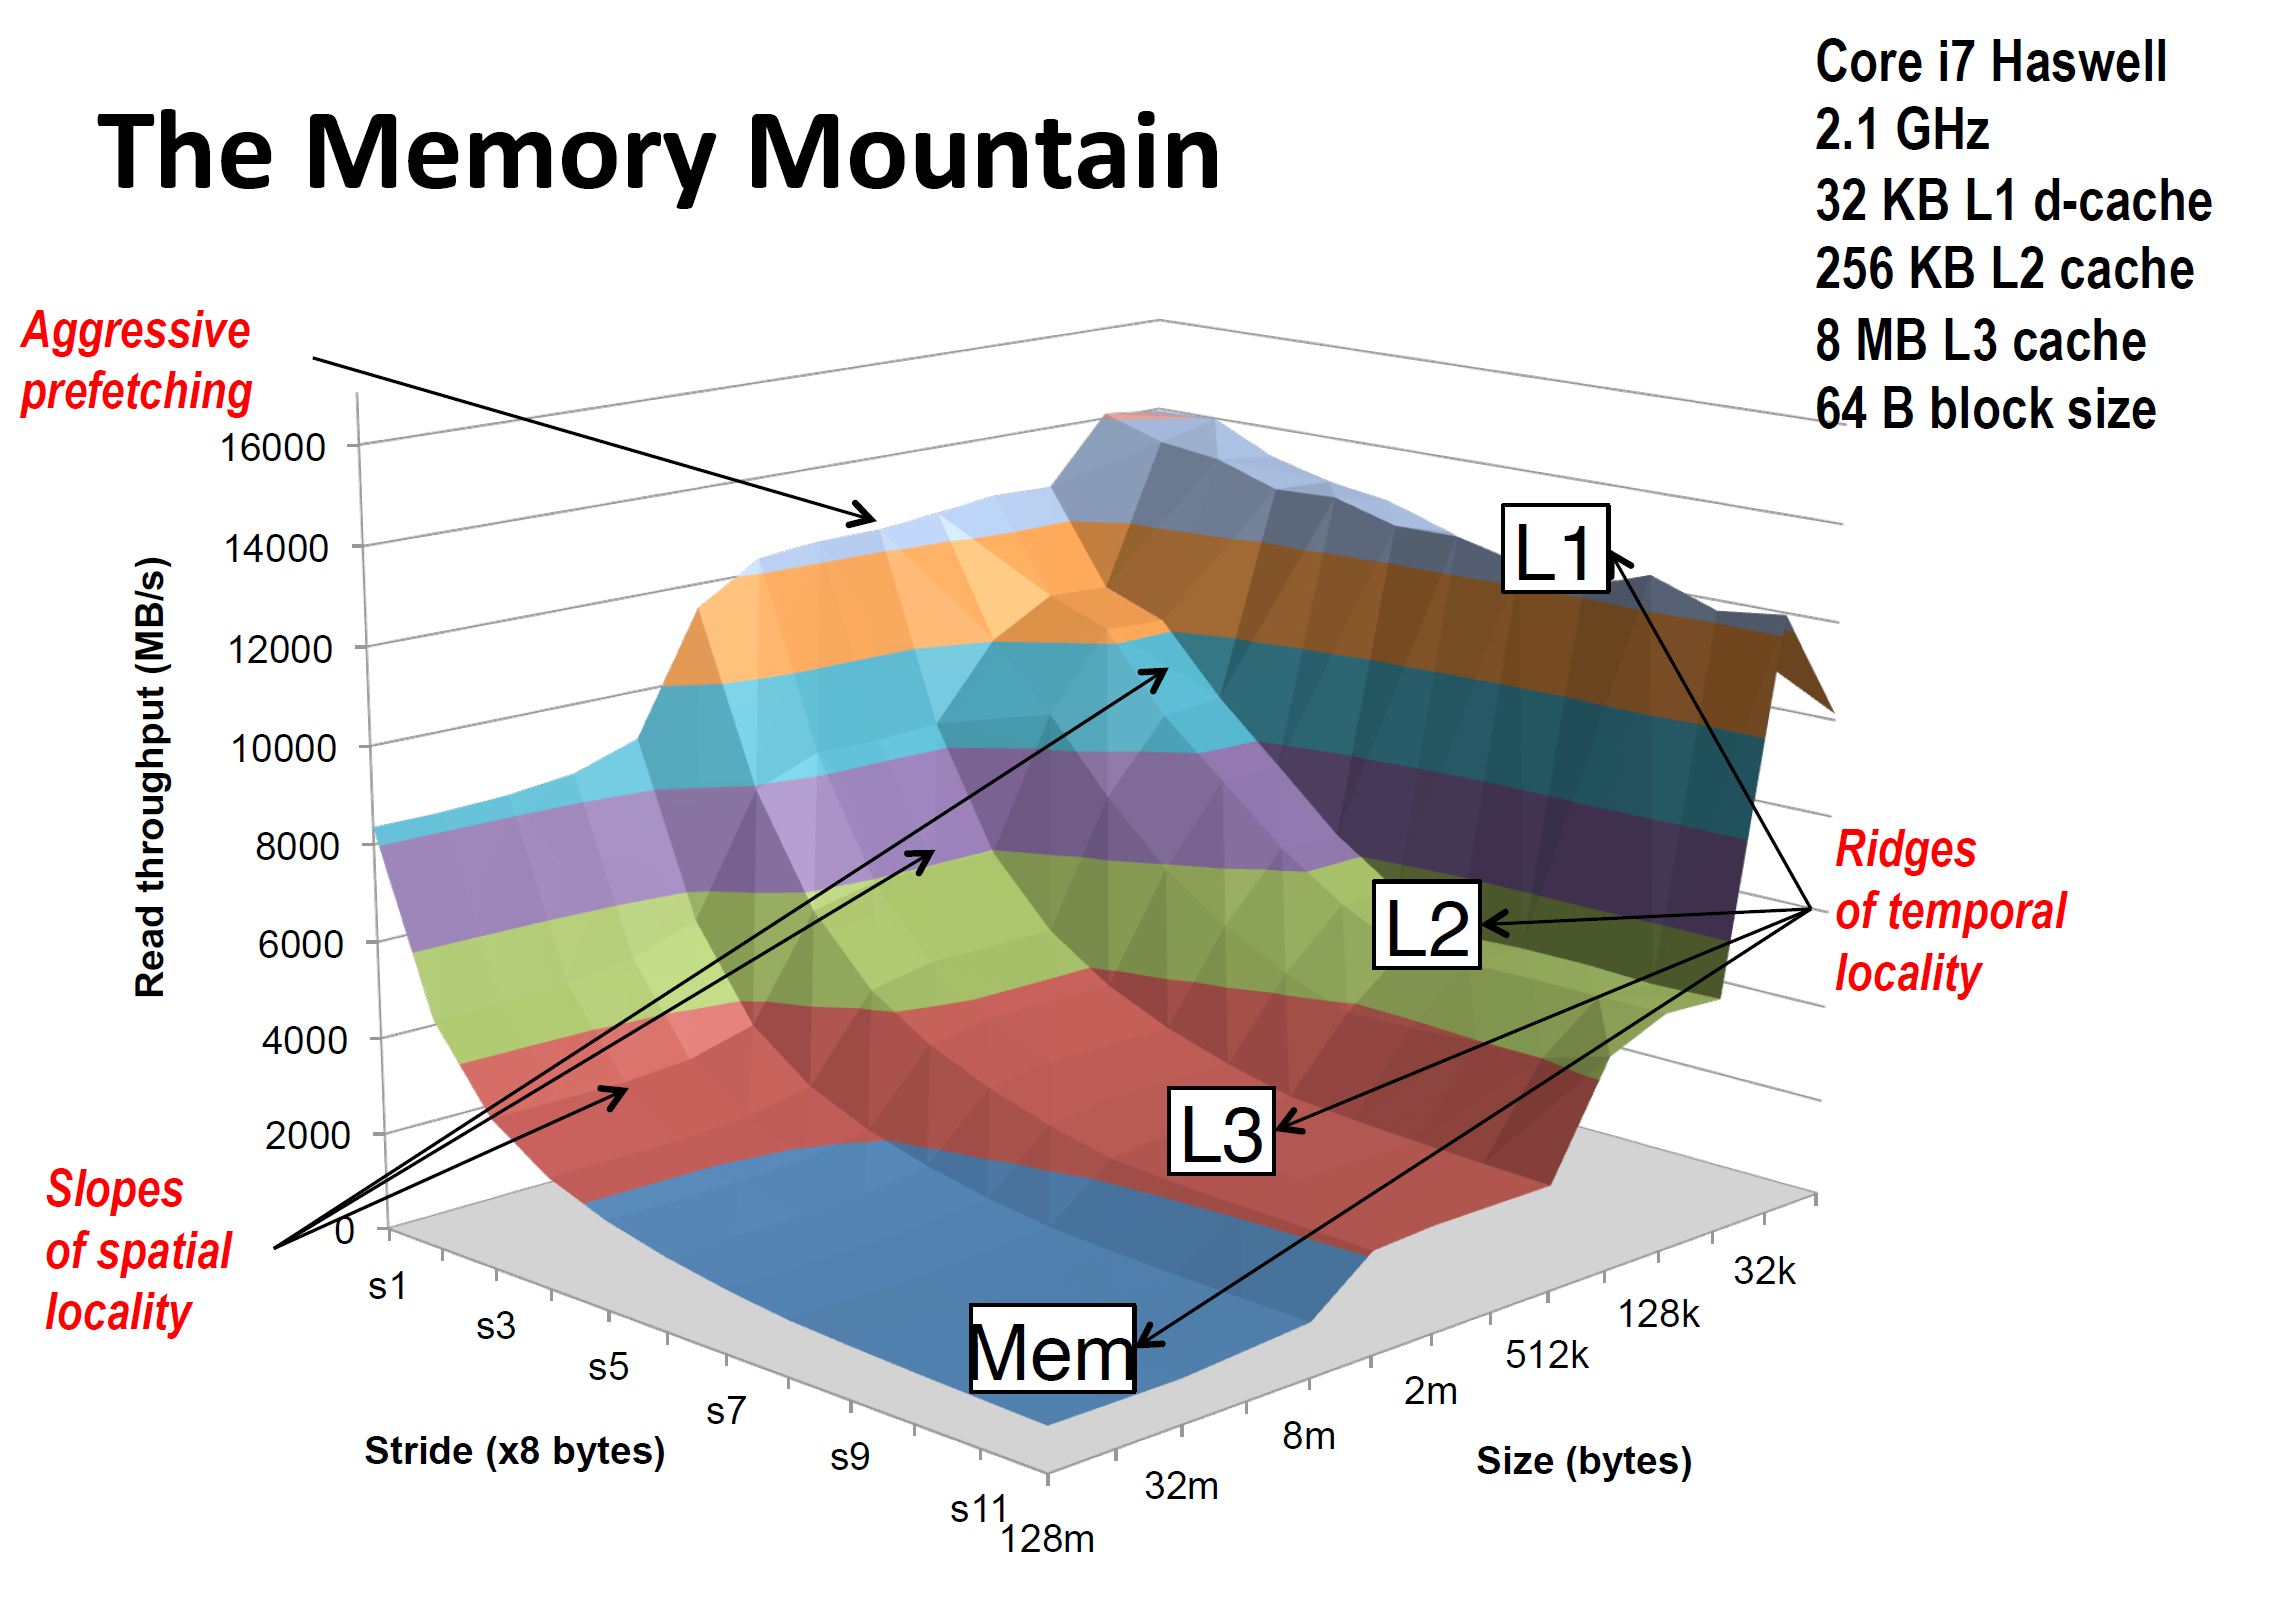 The Memory Mountain
Core i7 Haswell
2.1 GHz
32 KB L1 d-cache
256 KB L2 cache
8 MB L3 cache
64 B block size
Aggressive
prefetching
16000
14000
12000
10000
8000
6000
4000
2000
0
Read throughput (MB/s)
L1
L2
L3
Mem
Ridges
of temporal
locality
Slopes
of spatial
locality
s1
s3
s5
s7
s9
s11
Stride (x8 bytes)
128m
32m
8m
2m
512k
128k
32k
Size (bytes)